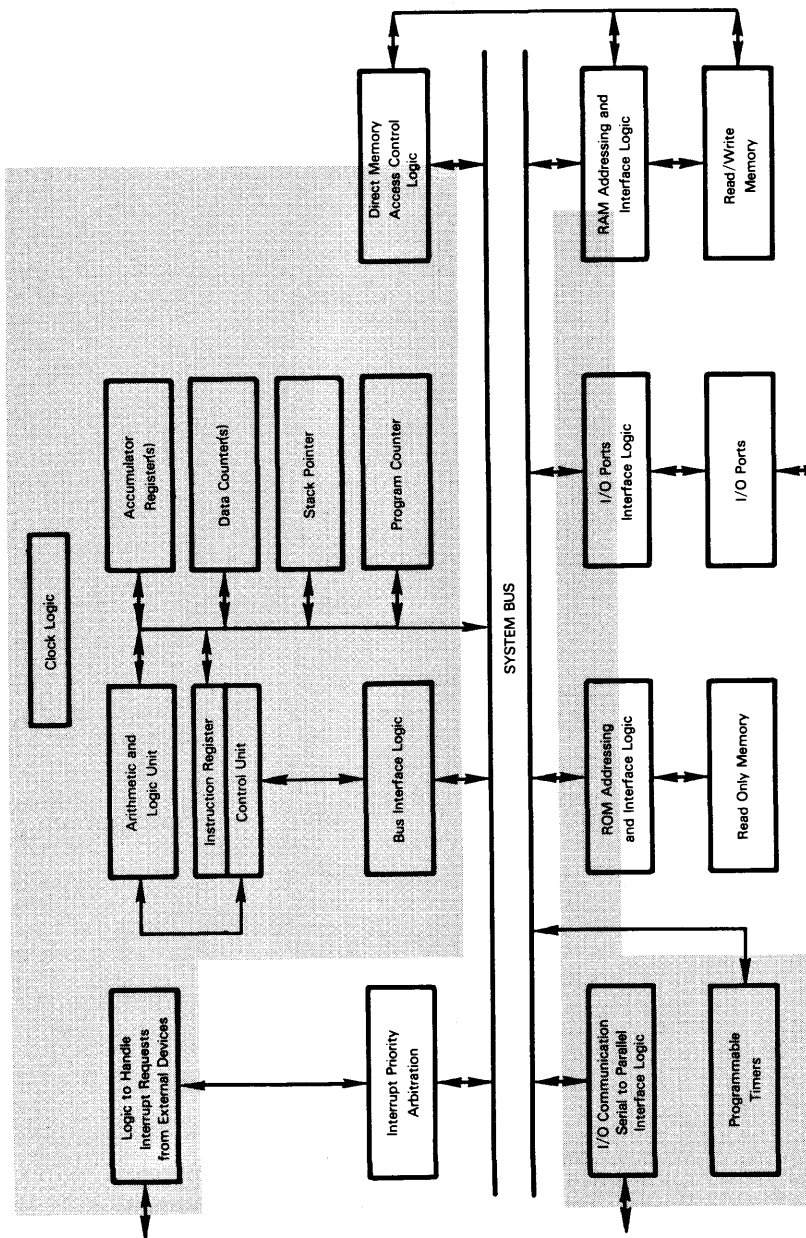 Logic to Handle
Interrupt Requests
from External Devices
Interrupt Priority
Arbitration
I/O Communication
Serial to Parallel
Interface Logic
Programmable
Timers
Clock Logic
Arithmetic and
Logic Unit
Instruction Register
Control Unit
Bus Interface Logic
Accumulator
Register(s)
Data Counter(s)
Stack Pointer
Program Counter
Direct Memory
Access Control
Logic
SYSTEM BUS
ROM Addressing
and Interface Logic
Read Only Memory
I/O Ports
Interface Logic
I/O Ports
RAM Addressing and
Interface Logic
Read/Write
Memory